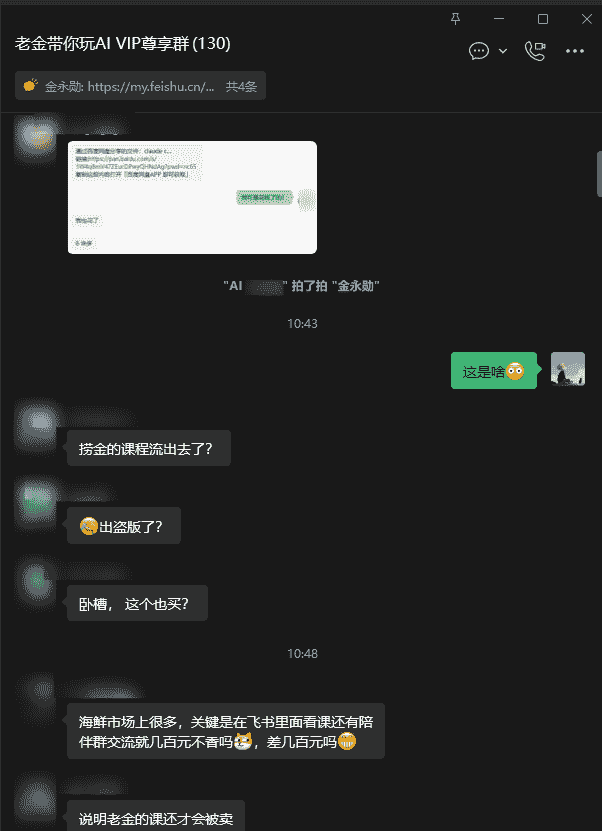 老金带你玩AI VIP尊享群(130)
金永勋: https://my.feishu.cn/... 共4条
"AI " 拍了拍 "金永勋"
10:43
这是啥
捞金的课程流出去了？
出盗版了？
卧槽， 这个也买？
10:48
海鲜市场上很多，关键是在飞书里面看课还有陪
伴群交流就几百元不香吗，差几百元吗
说明老金的课还才会被卖